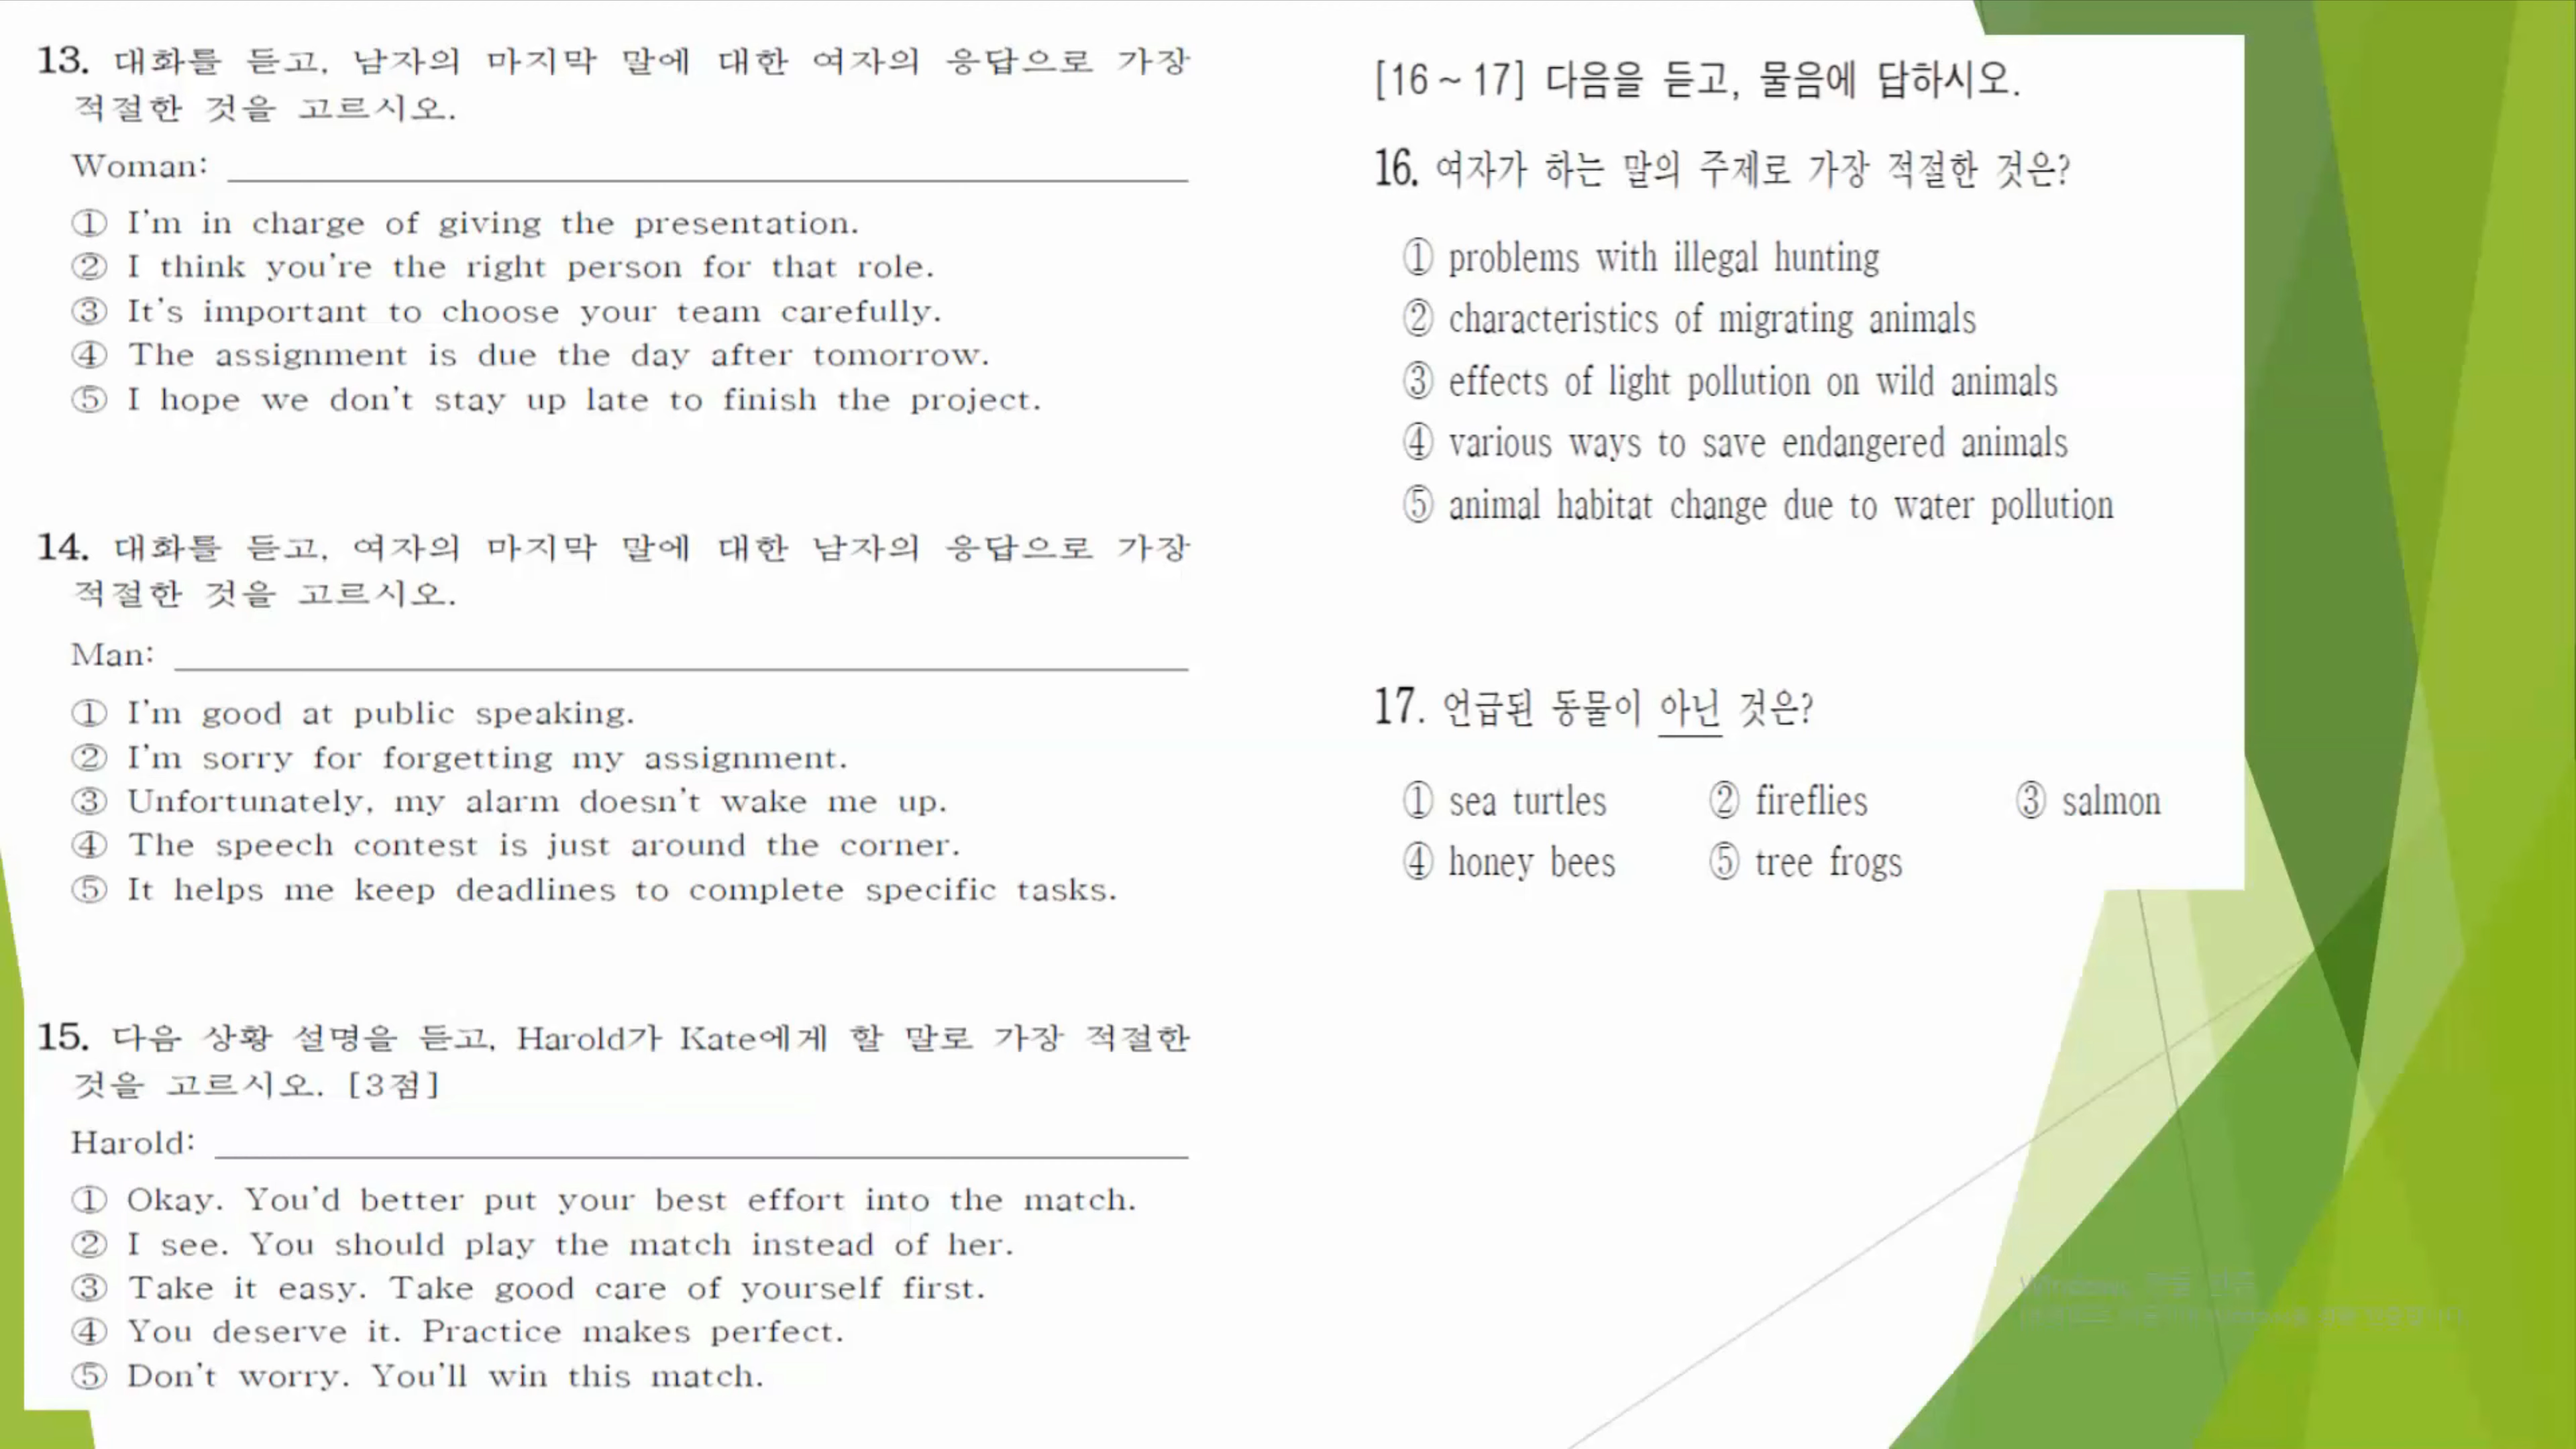 13. 대화를 듣고, 남자의 마지막 말에 대한 여자의 응답으로 가장
적절한 것을 고르시오.
Woman:
① I'm in charge of giving the presentation.
② I think you're the right person for that role.
③ It's important to choose your team carefully.
④ The assignment is due the day after tomorrow.
⑤ I hope we don't stay up late to finish the project.
14. 대화를 듣고, 여자의 마지막 말에 대한 남자의 응답으로 가장
적절한 것을 고르시오.
Man:
① I'm good at public speaking.
② I'm sorry for forgetting my assignment.
③ Unfortunately, my alarm doesn't wake me up.
④ The speech contest is just around the corner.
⑤ It helps me keep deadlines to complete specific tasks.
15. 다음 상황 설명을 듣고, Harold가 Kate에게 할 말로 가장 적절한
것을 고르시오. [3점]
Harold:
① Okay. You'd better put your best effort into the match.
② I see. You should play the match instead of her.
③ Take it easy. Take good care of yourself first.
④ You deserve it. Practice makes perfect.
⑤ Don't worry. You'll win this match.
[16 ~ 17] 다음을 듣고, 물음에 답하시오.
16. 여자가 하는 말의 주제로 가장 적절한 것은?
① problems with illegal hunting
② characteristics of migrating animals
③ effects of light pollution on wild animals
④ various ways to save endangered animals
⑤ animal habitat change due to water pollution
17. 언급된 동물이 아닌 것은?
① sea turtles ② fireflies ③ salmon
④ honey bees ⑤ tree frogs
Windows